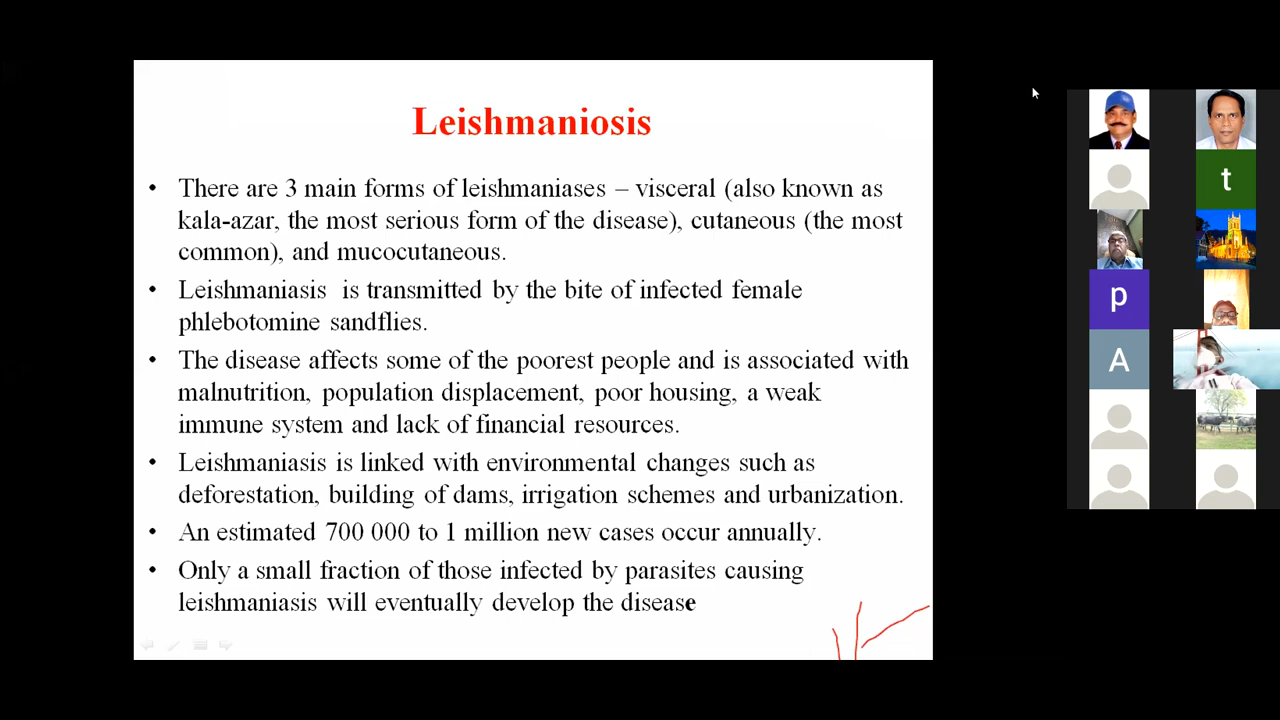 Leishmaniosis
• There are 3 main forms of leishmaniases – visceral (also known as
kala-azar, the most serious form of the disease), cutaneous (the most
common), and mucocutaneous.
• Leishmaniasis is transmitted by the bite of infected female
phlebotomine sandflies.
• The disease affects some of the poorest people and is associated with
malnutrition, population displacement, poor housing, a weak
immune system and lack of financial resources.
• Leishmaniasis is linked with environmental changes such as
deforestation, building of dams, irrigation schemes and urbanization.
• An estimated 700 000 to 1 million new cases occur annually.
• Only a small fraction of those infected by parasites causing
leishmaniasis will eventually develop the disease
t
p
A